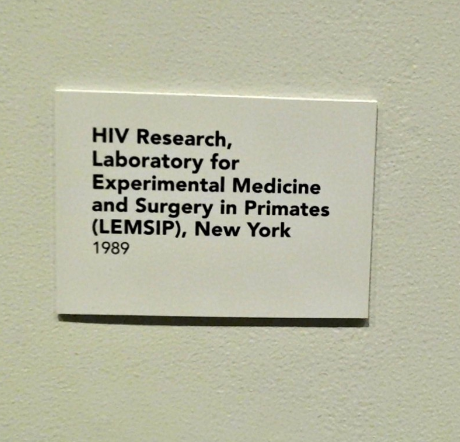 HIV Research,
Laboratory for
Experimental Medicine
and Surgery in Primates
(LEMSIP), New York
1989